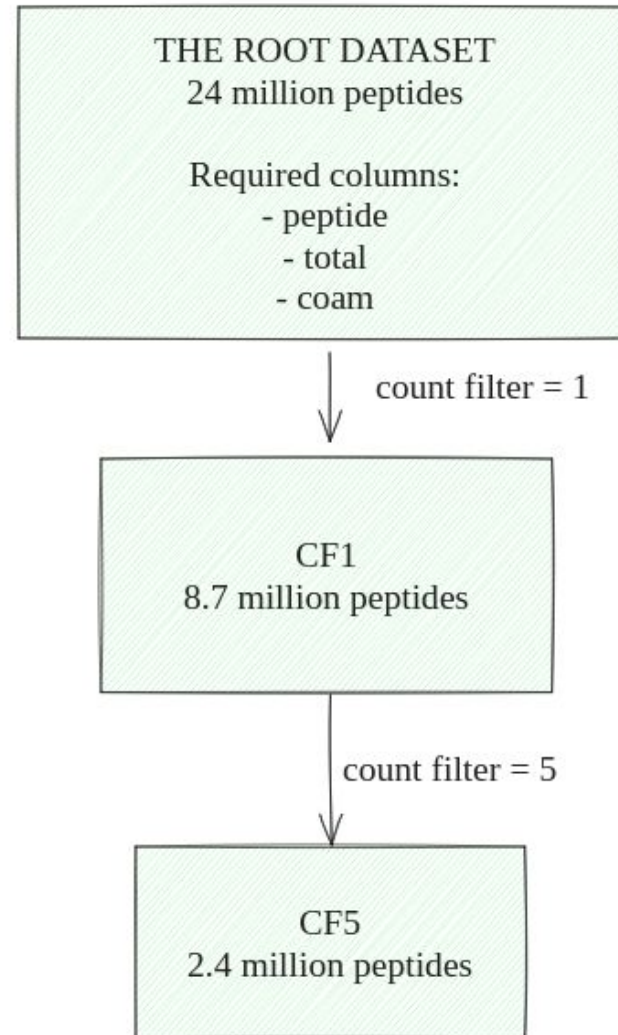 THE ROOT DATASET
24 million peptides
Required columns:
- peptide
- total
- coam
count filter = 1
CF1
8.7 million peptides
count filter = 5
CF5
2.4 million peptides